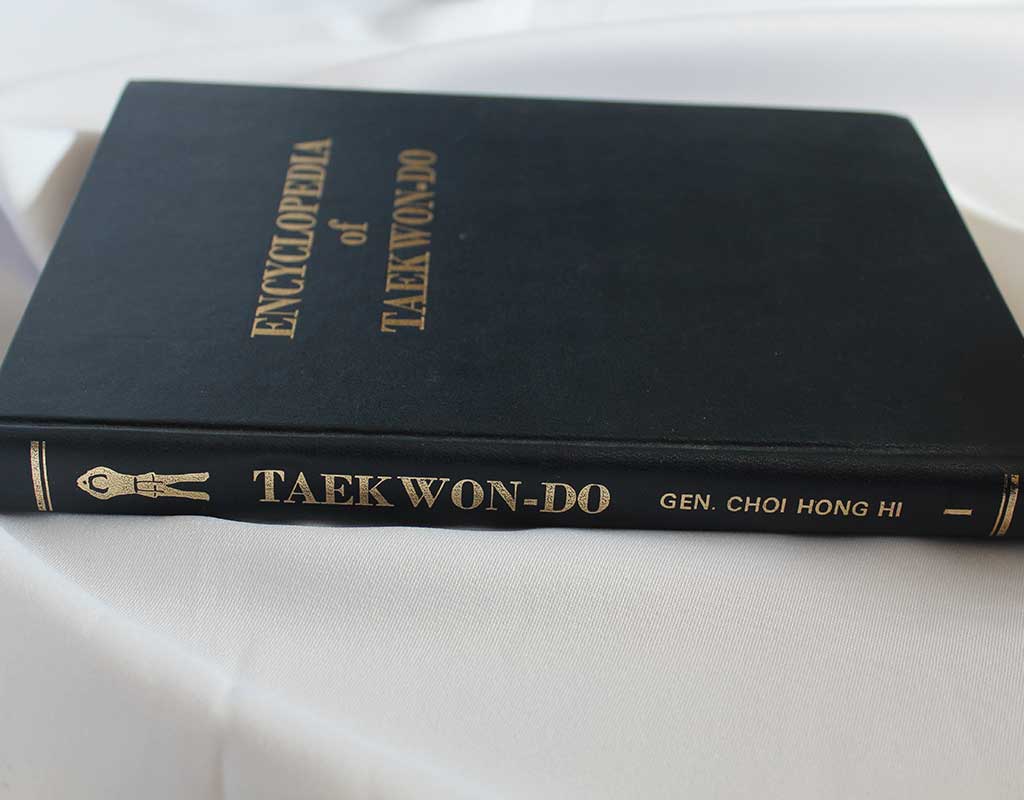 ENCYCLOPEDIA
of
TAEKWON-DO
TAEKWON-DO GEN. CHOI HONG HI I